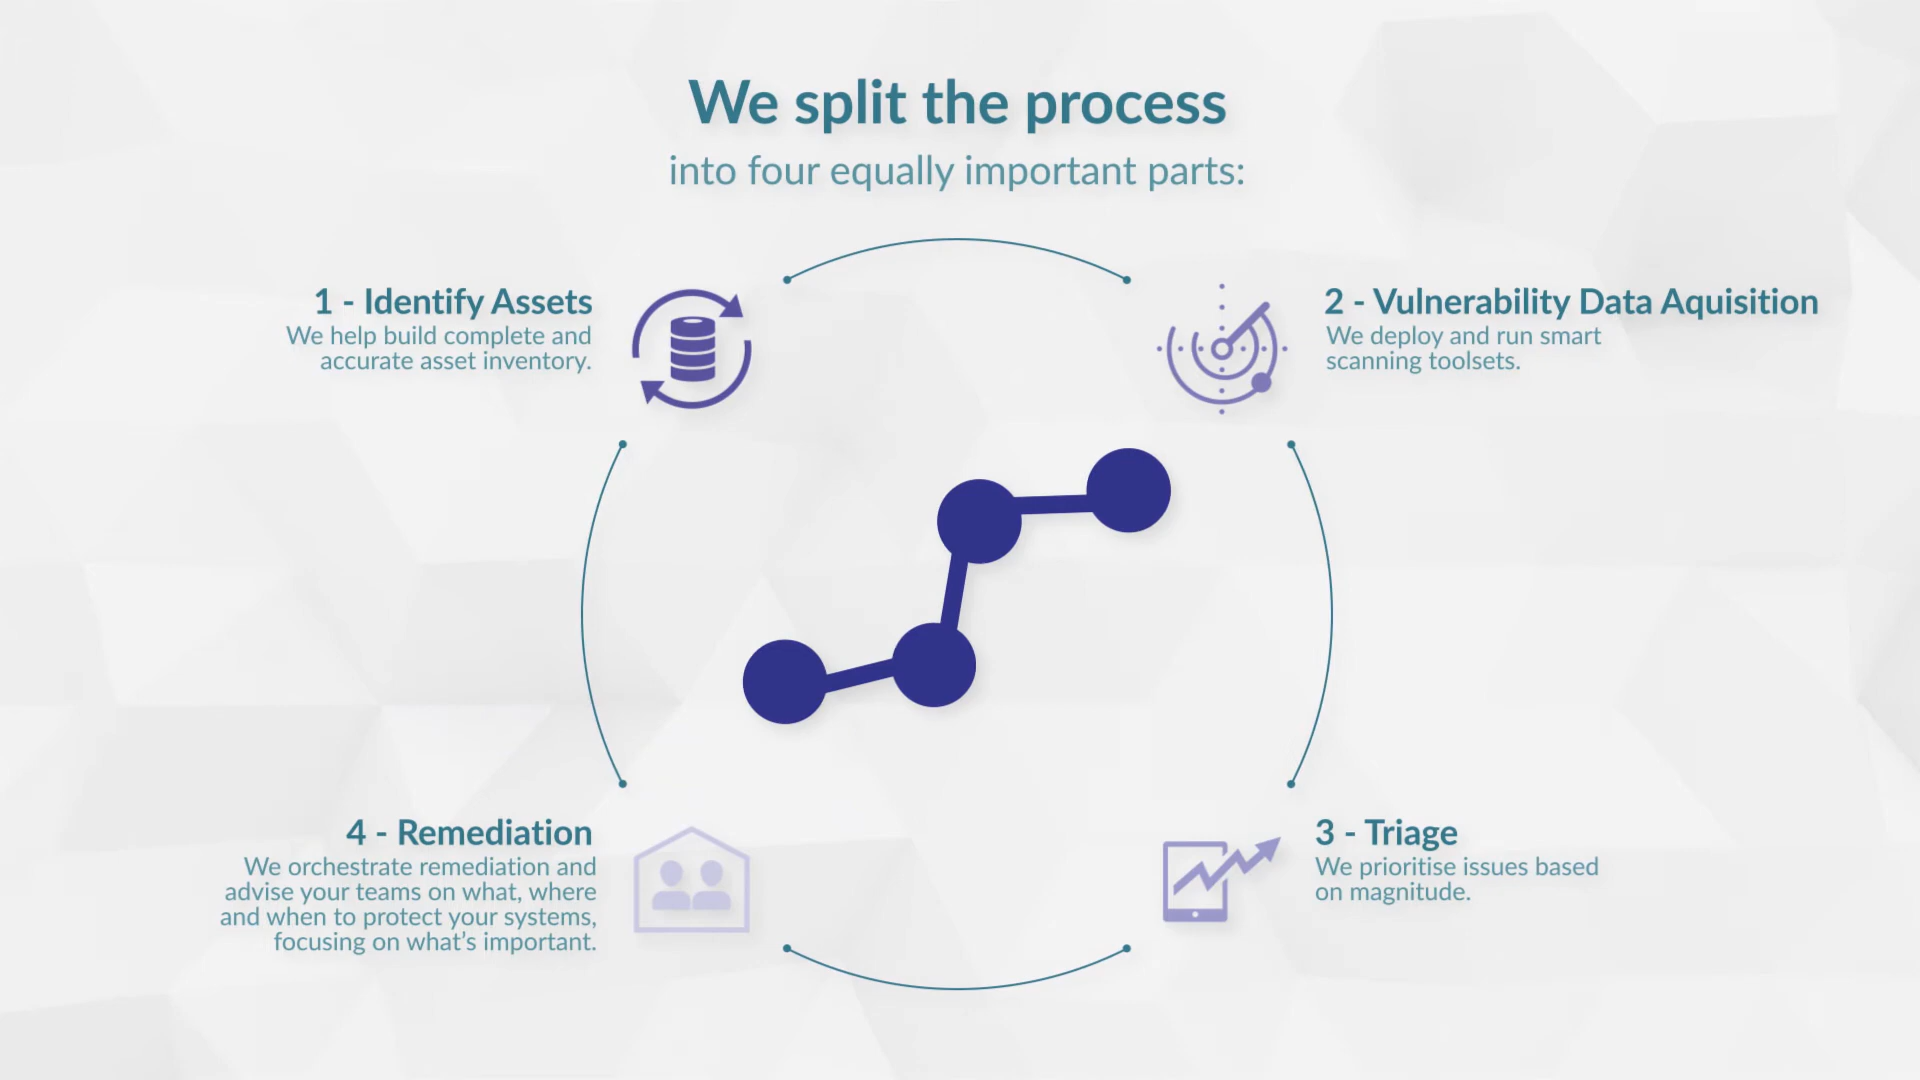 We split the process
into four equally important parts:
1 - Identify Assets
We help build complete and
accurate asset inventory.
2 - Vulnerability Data Aquisition
We deploy and run smart
scanning toolsets.
3 - Triage
We prioritise issues based
on magnitude.
4 - Remediation
We orchestrate remediation and
advise your teams on what, where
and when to protect your systems,
focusing on what's important.